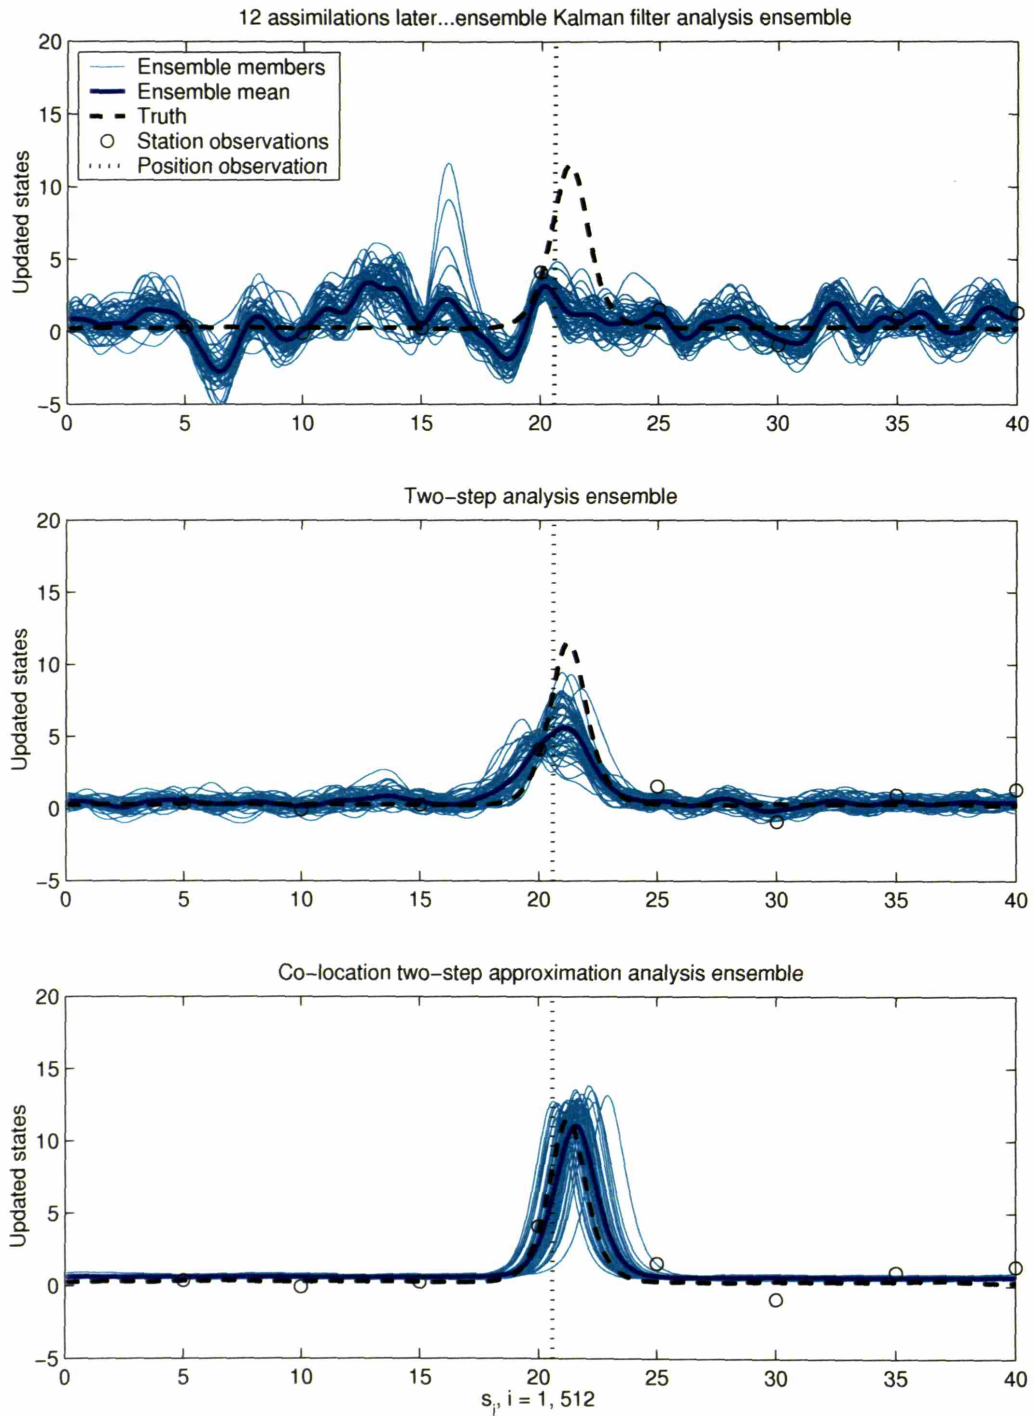 12 assimilations later...ensemble Kalman filter analysis ensemble
20
15
10
5
0
−5
Updated states
Ensemble members
Ensemble mean
Truth
Station observations
Position observation
0 5 10 15 20 25 30 35 40
Two−step analysis ensemble
20
15
10
5
0
−5
Updated states
0 5 10 15 20 25 30 35 40
Co−location two−step approximation analysis ensemble
20
15
10
5
0
−5
Updated states
0 5 10 15 20 25 30 35 40
s_i, i = 1, 512